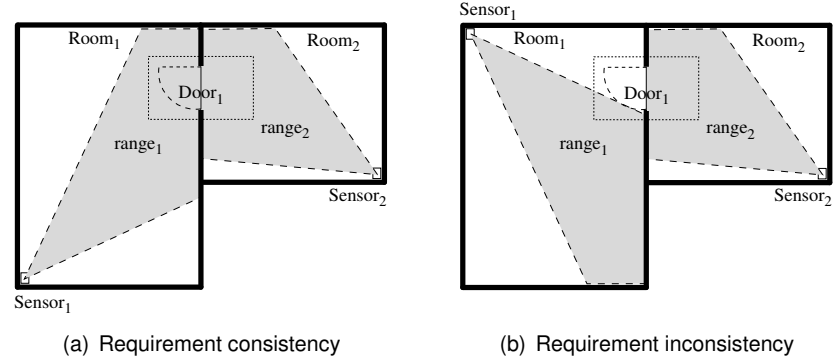 Room₁
Room₂
Door₁
range₁
range₂
Sensor₂
Sensor₁
(a) Requirement consistency
Sensor₁
Room₁
Room₂
Door₁
range₁
range₂
Sensor₂
(b) Requirement inconsistency